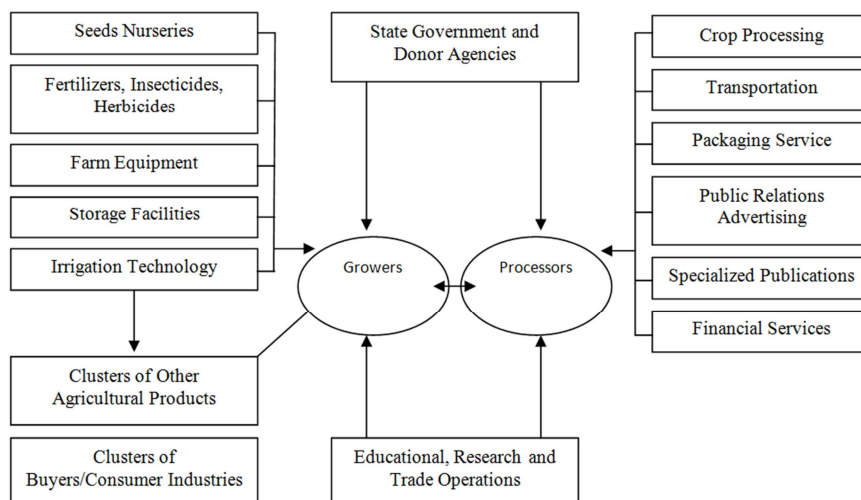 Seeds Nurseries
Fertilizers, Insecticides,
Herbicides
Farm Equipment
Storage Facilities
Irrigation Technology
Clusters of Other
Agricultural Products
Clusters of
Buyers/Consumer Industries
State Government and
Donor Agencies
Growers
Processors
Educational, Research and
Trade Operations
Crop Processing
Transportation
Packaging Service
Public Relations
Advertising
Specialized Publications
Financial Services